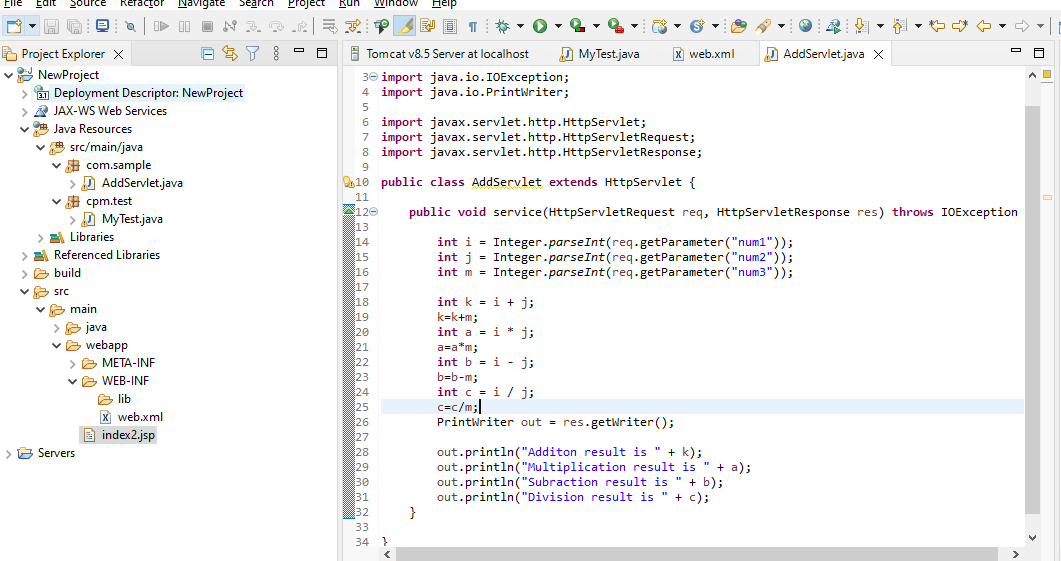 File Edit Source Refactor Navigate Search Project Run Window Help
Project Explorer
Tomcat v8.5 Server at localhost MyTest.java web.xml AddServlet.java
NewProject
Deployment Descriptor: NewProject
JAX-WS Web Services
Java Resources
src/main/java
com.sample
AddServlet.java
cpm.test
MyTest.java
Libraries
Referenced Libraries
build
src
main
java
webapp
META-INF
WEB-INF
lib
web.xml
index2.jsp
Servers
3 import java.io.IOException;
4 import java.io.PrintWriter;
5
6 import javax.servlet.http.HttpServlet;
7 import javax.servlet.http.HttpServletRequest;
8 import javax.servlet.http.HttpServletResponse;
9
10 public class AddServlet extends HttpServlet {
11
12 public void service(HttpServletRequest req, HttpServletResponse res) throws IOException
13
14 int i = Integer.parseInt(req.getParameter("num1"));
15 int j = Integer.parseInt(req.getParameter("num2"));
16 int m = Integer.parseInt(req.getParameter("num3"));
17
18 int k = i + j;
19 k=k+m;
20 int a = i * j;
21 a=a*m;
22 int b = i - j;
23 b=b-m;
24 int c = i / j;
25 c=c/m;
26 PrintWriter out = res.getWriter();
27
28 out.println("Additon result is " + k);
29 out.println("Multiplication result is " + a);
30 out.println("Subraction result is " + b);
31 out.println("Division result is " + c);
32 }
33
34 }